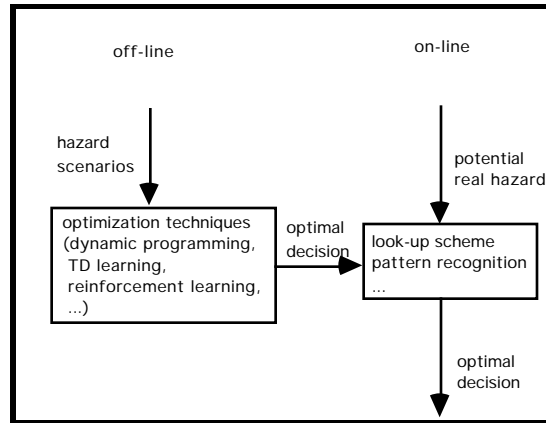 off-line
on-line
hazard
scenarios
potential
real hazard
optimization techniques
(dynamic programming,
TD learning,
reinforcement learning,
...)
optimal
decision
look-up scheme
pattern recognition
...
optimal
decision